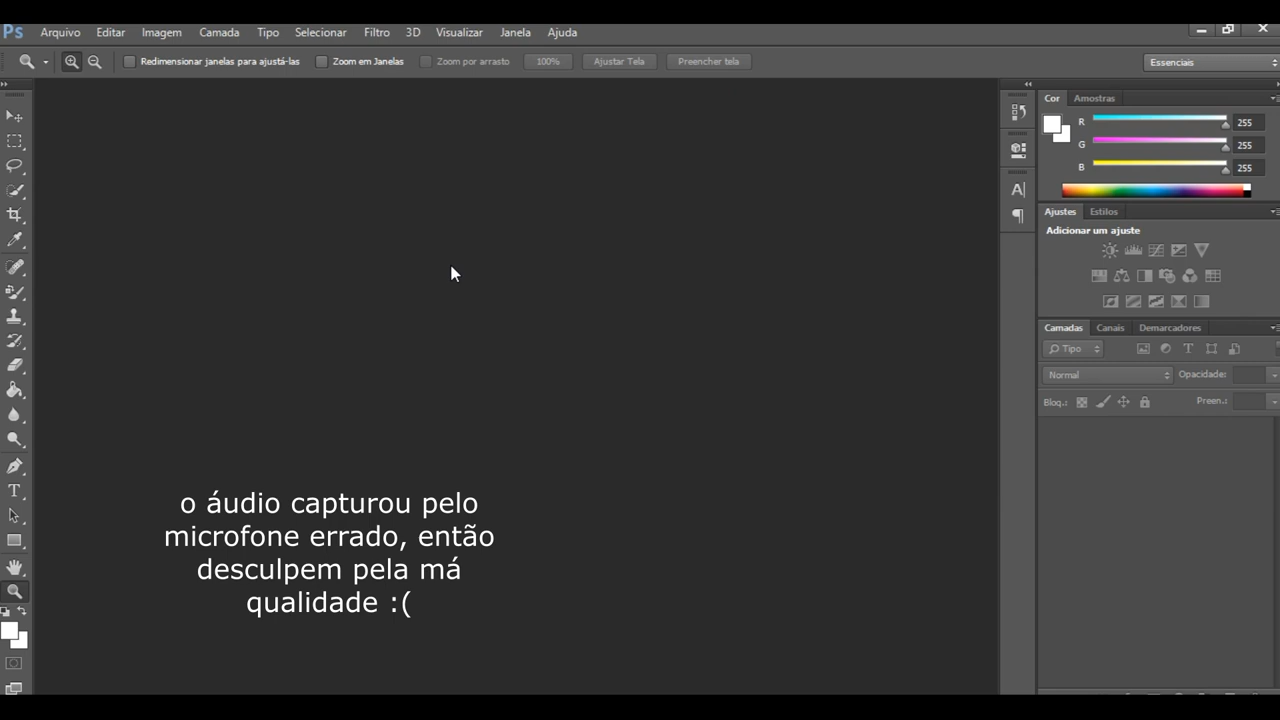 Ps Arquivo Editar Imagem Camada Tipo Selecionar Filtro 3D Visualizar Janela Ajuda
Redimensionar janelas para ajustá-las Zoom em Janelas Zoom por arrasto 100% Ajustar Tela Preencher tela Essenciais
Cor Amostras
R 255
G 255
B 255
Ajustes Estilos
Adicionar um ajuste
Camadas Canais Demarcadores
Tipo
Normal Opacidade:
Bloq.: Preen.:
o áudio capturou pelo
microfone errado, então
desculpem pela má
qualidade :(